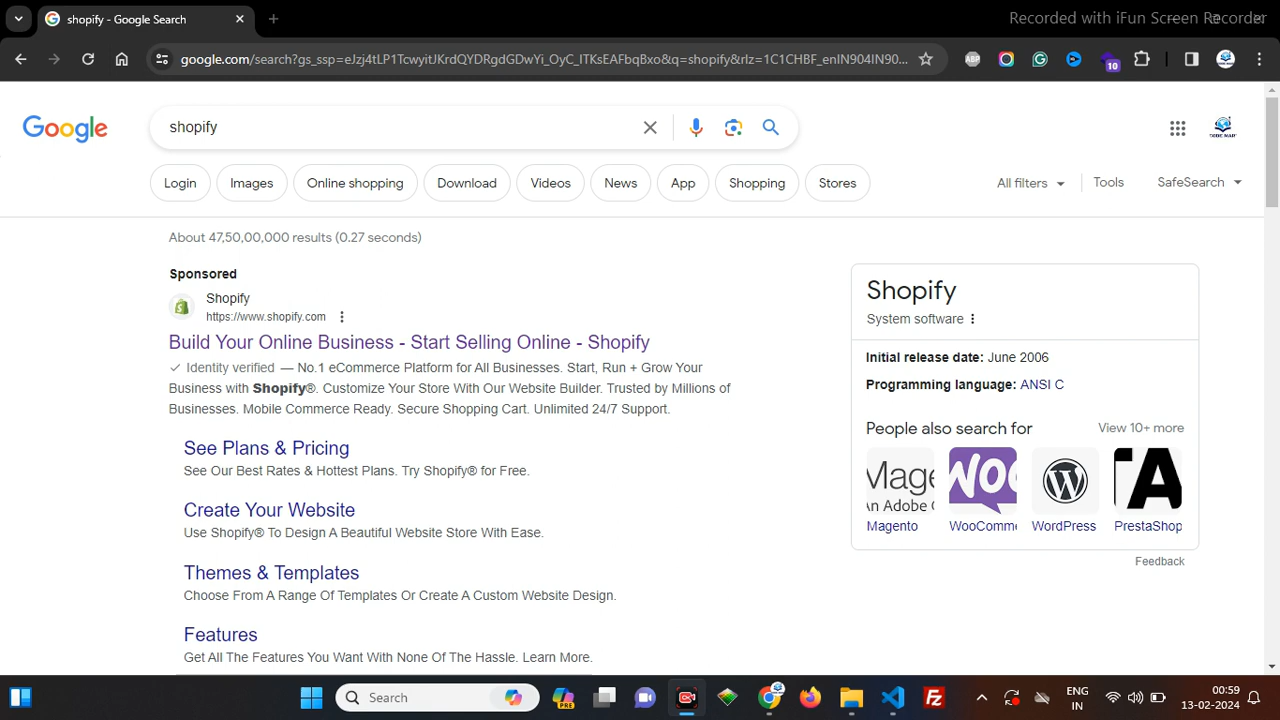 shopify - Google Search
Recorded with iFun Screen Recorder
google.com/search?gs_ssp=eJzj4tLP1TcwyitJKrdQYDRgdGDwYi_OyC_ITKsEAFbqBxo&q=shopify&rlz=1C1CHBF_enIN904IN90...
ABP
10
Google
shopify
Login
Images
Online shopping
Download
Videos
News
App
Shopping
Stores
All filters
Tools
SafeSearch
About 47,50,00,000 results (0.27 seconds)
Sponsored
Shopify
https://www.shopify.com
Build Your Online Business - Start Selling Online - Shopify
Identity verified — No.1 eCommerce Platform for All Businesses. Start, Run + Grow Your
Business with Shopify®. Customize Your Store With Our Website Builder. Trusted by Millions of
Businesses. Mobile Commerce Ready. Secure Shopping Cart. Unlimited 24/7 Support.
See Plans & Pricing
See Our Best Rates & Hottest Plans. Try Shopify® for Free.
Create Your Website
Use Shopify® To Design A Beautiful Website Store With Ease.
Themes & Templates
Choose From A Range Of Templates Or Create A Custom Website Design.
Features
Get All The Features You Want With None Of The Hassle. Learn More.
Shopify
System software
Initial release date: June 2006
Programming language: ANSI C
People also search for
View 10+ more
Mage
An Adobe
Magento
WOO
WooComme
WordPress
TA
PrestaShop
Feedback
Search
PRE
ENG
IN
00:59
13-02-2024